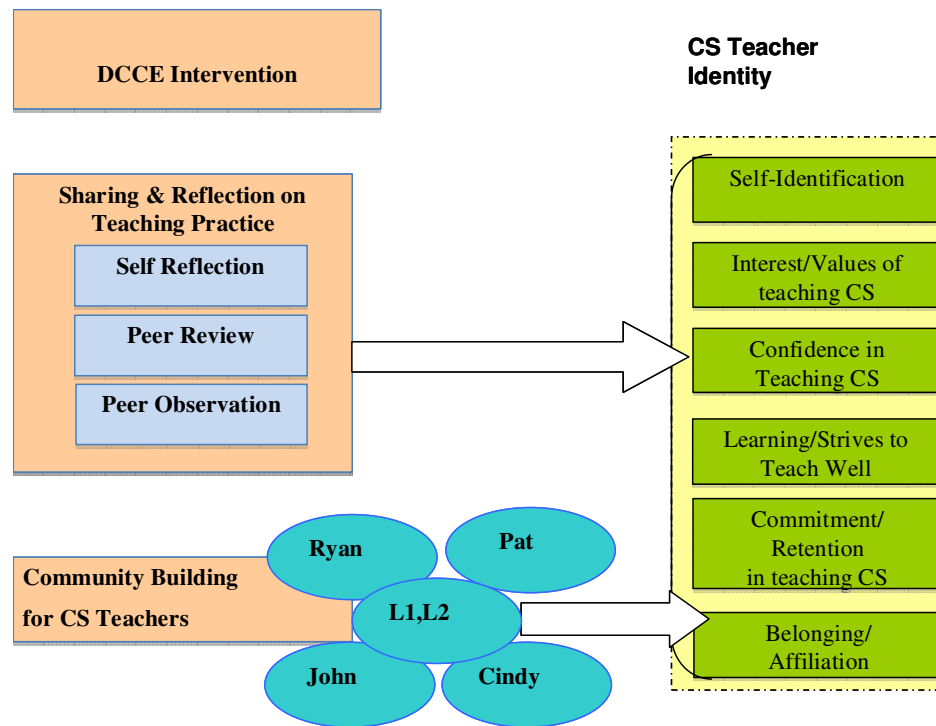 DCCE Intervention
CS Teacher
Identity
Sharing & Reflection on
Teaching Practice
Self Reflection
Peer Review
Peer Observation
Self-Identification
Interest/Values of
teaching CS
Confidence in
Teaching CS
Learning/Strives to
Teach Well
Commitment/
Retention
in teaching CS
Belonging/
Affiliation
Community Building
for CS Teachers
Ryan
Pat
L1,L2
John
Cindy